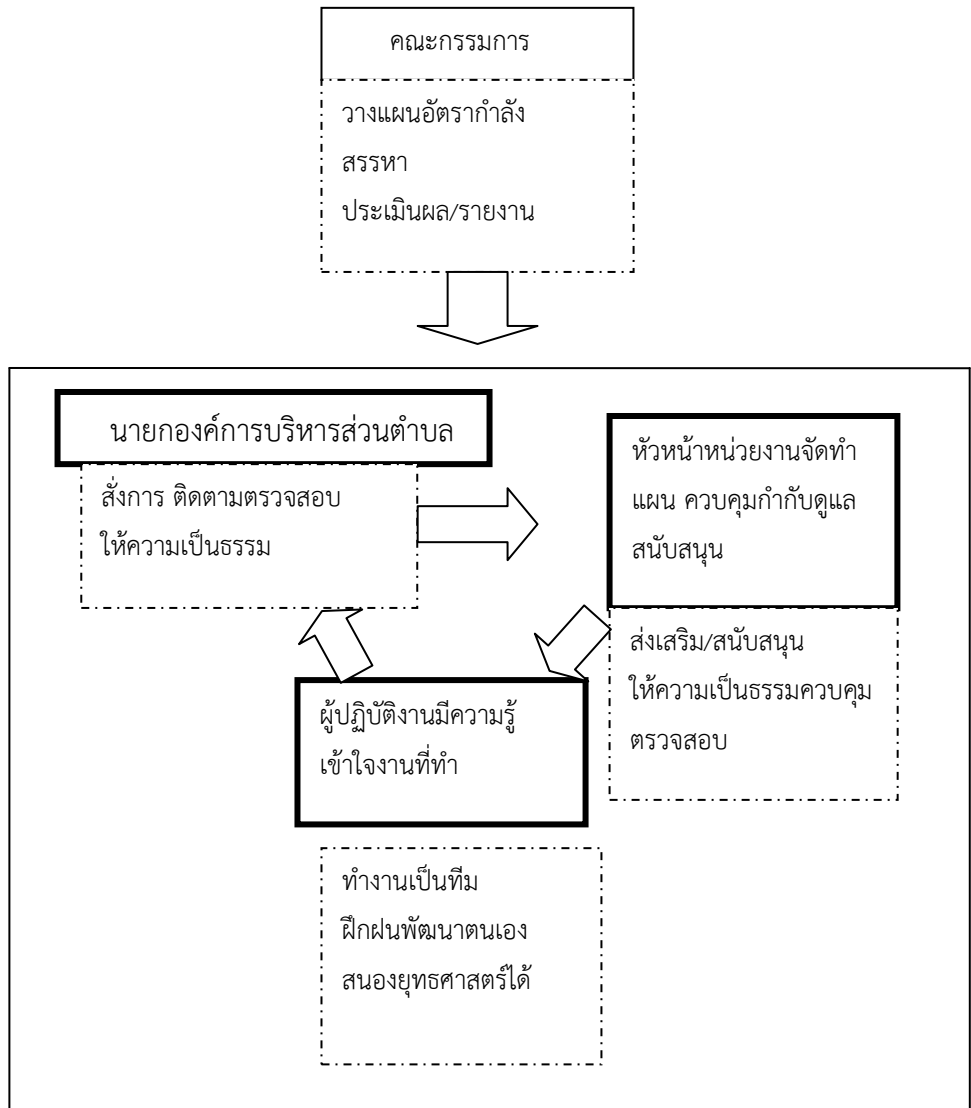 คณะกรรมการ
วางแผนอัตรากำลัง
สรรหา
ประเมินผล/รายงาน
นายกองค์การบริหารส่วนตำบล
สั่งการ ติดตามตรวจสอบ
ให้ความเป็นธรรม
หัวหน้าหน่วยงานจัดทำ
แผน ควบคุมกำกับดูแล
สนับสนุน
ส่งเสริม/สนับสนุน
ให้ความเป็นธรรมควบคุม
ตรวจสอบ
ผู้ปฏิบัติงานมีความรู้
เข้าใจงานที่ทำ
ทำงานเป็นทีม
ฝึกฝนพัฒนาตนเอง
สนองยุทธศาสตร์ได้